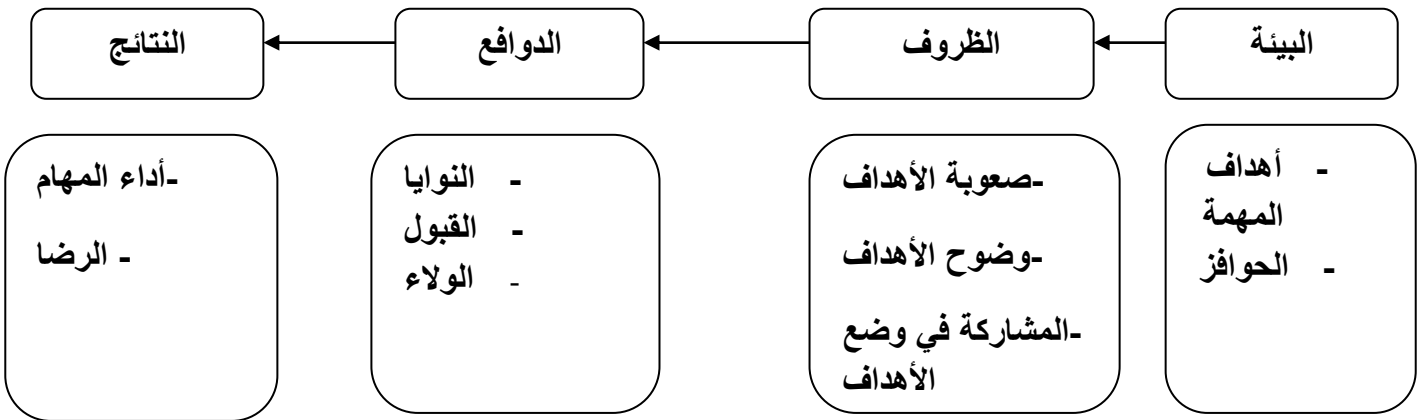 البيئة
الظروف
الدوافع
النتائج
- أهداف
المهمة
- الحوافز
-صعوبة الأهداف
-وضوح الأهداف
-المشاركة في وضع
الأهداف
- النوايا
- القبول
- الولاء
-أداء المهام
- الرضا